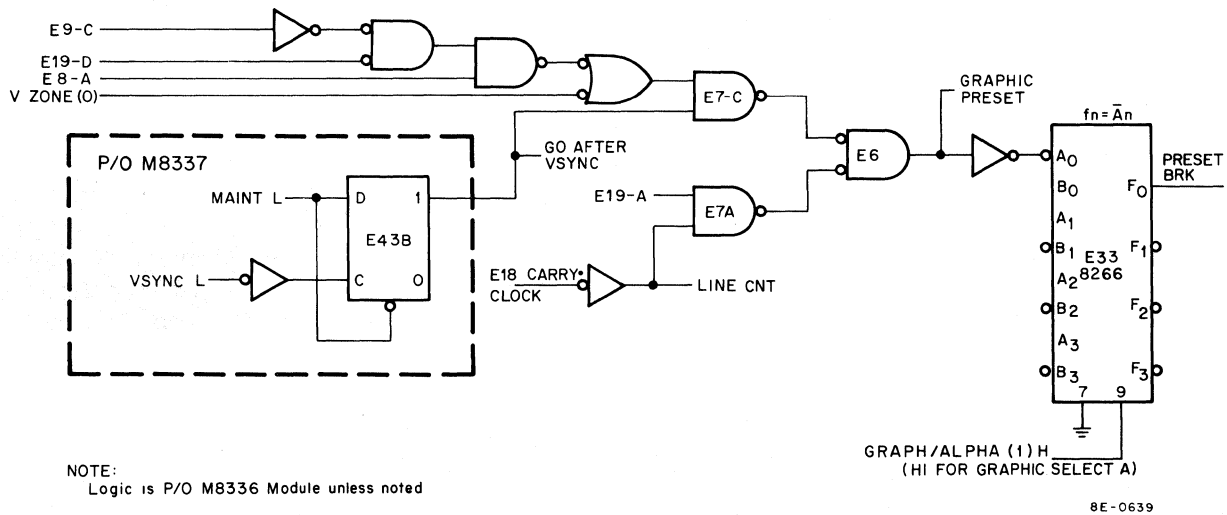 E9-C
E19-D
E8-A
V ZONE (0)
E7-C
GRAPHIC
PRESET
fn=Ān
P/O M8337
GO AFTER
VSYNC
E6
A0
B0
A1
B1
A2
B2
A3
B3
E33
8266
F0
F1
F2
F3
7 9
PRESET
BRK
MAINT L
D 1
E43B
C 0
VSYNC L
E19-A
E7A
E18 CARRY•
CLOCK
LINE CNT
GRAPH/ALPHA (1) H
(HI FOR GRAPHIC SELECT A)
NOTE:
Logic is P/O M8336 Module unless noted
8E-0639